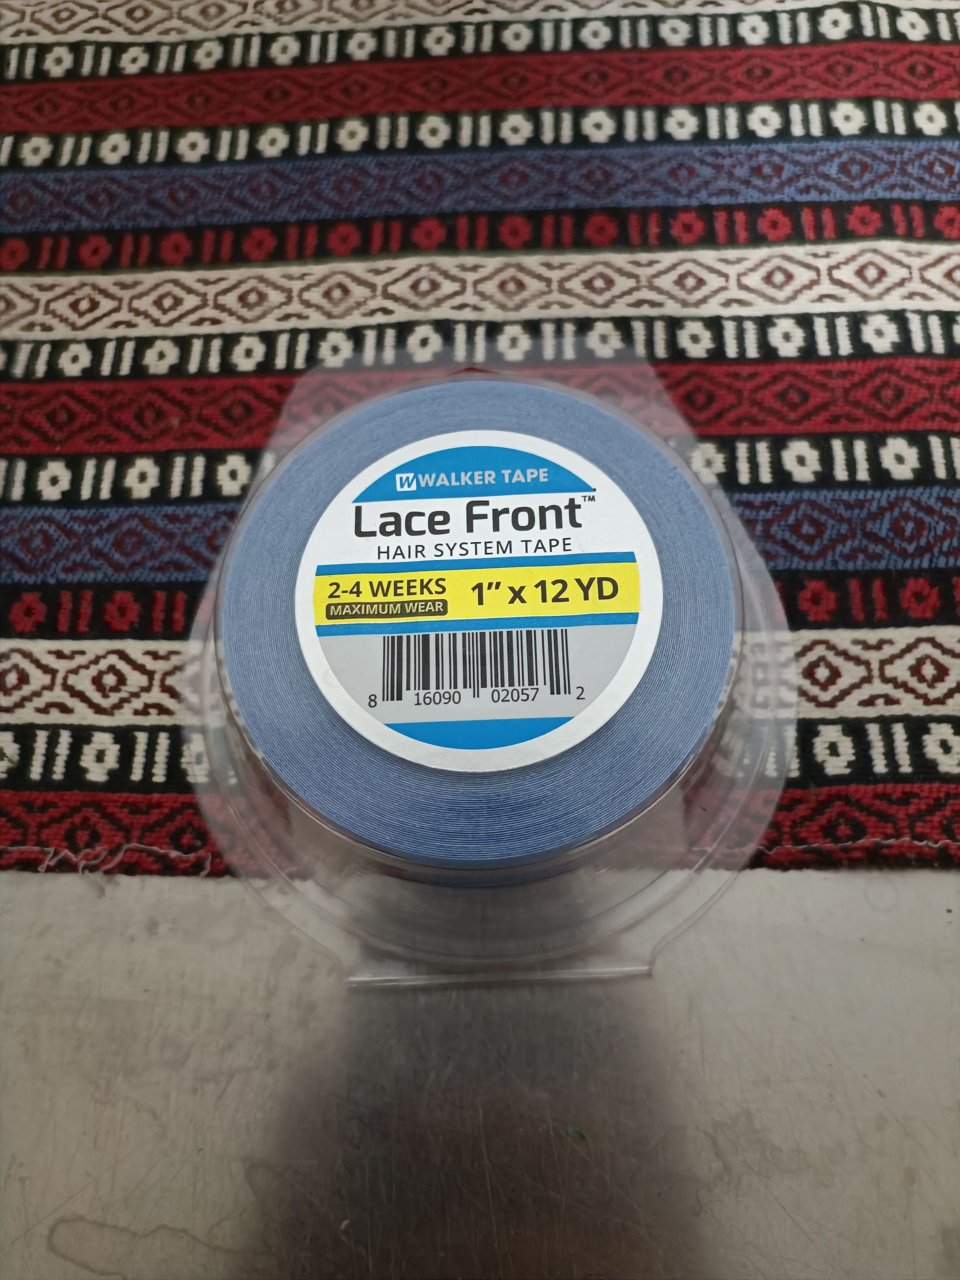 W WALKER TAPE
Lace Front™
HAIR SYSTEM TAPE
2-4 WEEKS
MAXIMUM WEAR
1” x 12 YD
8 16090 02057 2